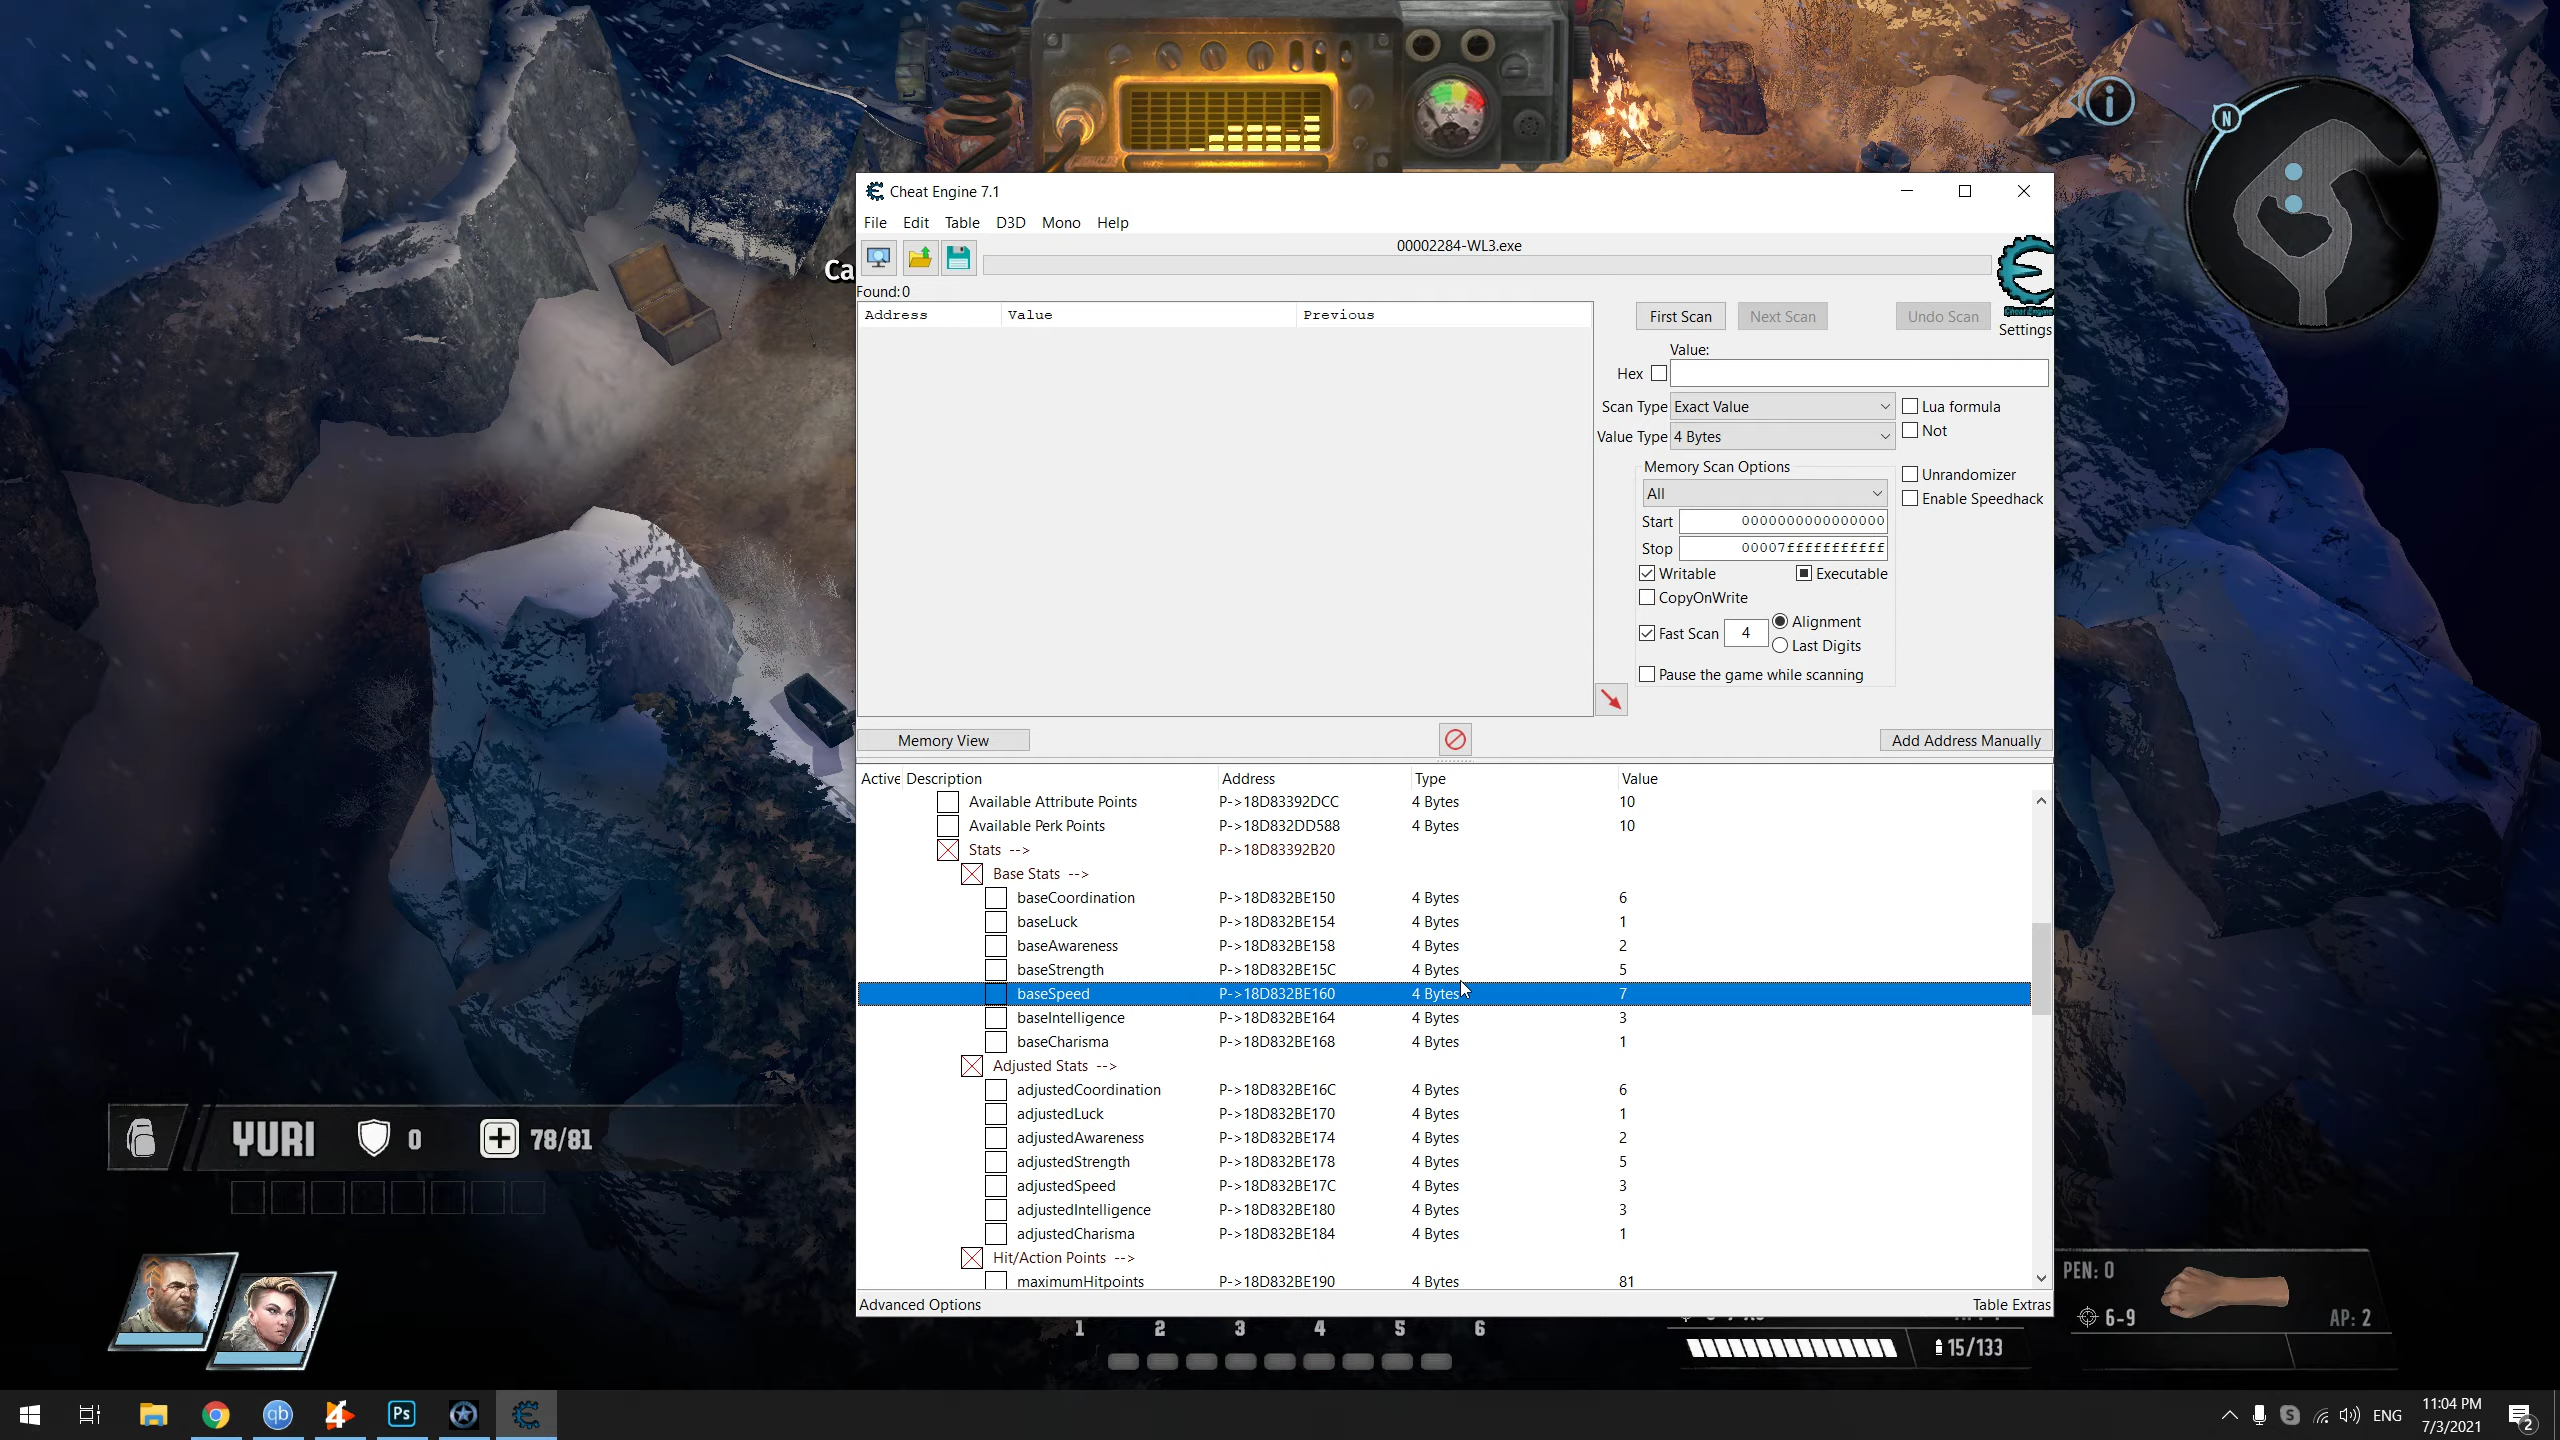 N
Cheat Engine 7.1
File Edit Table D3D Mono Help
00002284-WL3.exe
Ca
Found:0
Cheat Engine
Address Value Previous
First Scan Next Scan Undo Scan
Settings
Value:
Hex
Scan Type Exact Value Lua formula
Value Type 4 Bytes Not
Memory Scan Options
All
Unrandomizer
Enable Speedhack
Start 0000000000000000
Stop 00007fffffffffff
Writable Executable
CopyOnWrite
Fast Scan 4 Alignment
Last Digits
Pause the game while scanning
Memory View Add Address Manually
Active Description Address Type Value
Available Attribute Points P->18D83392DCC 4 Bytes 10
Available Perk Points P->18D832DD588 4 Bytes 10
Stats --> P->18D83392B20
Base Stats -->
baseCoordination P->18D832BE150 4 Bytes 6
baseLuck P->18D832BE154 4 Bytes 1
baseAwareness P->18D832BE158 4 Bytes 2
baseStrength P->18D832BE15C 4 Bytes 5
baseSpeed P->18D832BE160 4 Bytes 7
baseIntelligence P->18D832BE164 4 Bytes 3
baseCharisma P->18D832BE168 4 Bytes 1
Adjusted Stats -->
adjustedCoordination P->18D832BE16C 4 Bytes 6
adjustedLuck P->18D832BE170 4 Bytes 1
adjustedAwareness P->18D832BE174 4 Bytes 2
adjustedStrength P->18D832BE178 4 Bytes 5
adjustedSpeed P->18D832BE17C 4 Bytes 3
adjustedIntelligence P->18D832BE180 4 Bytes 3
adjustedCharisma P->18D832BE184 4 Bytes 1
Hit/Action Points -->
maximumHitpoints P->18D832BE190 4 Bytes 81
Advanced Options Table Extras
YURI 0 78/81
PEN: 0
6-9 AP: 2
1 2 3 4 5 6
15/133
qb
4
Ps
ENG
11:04 PM
7/3/2021
2